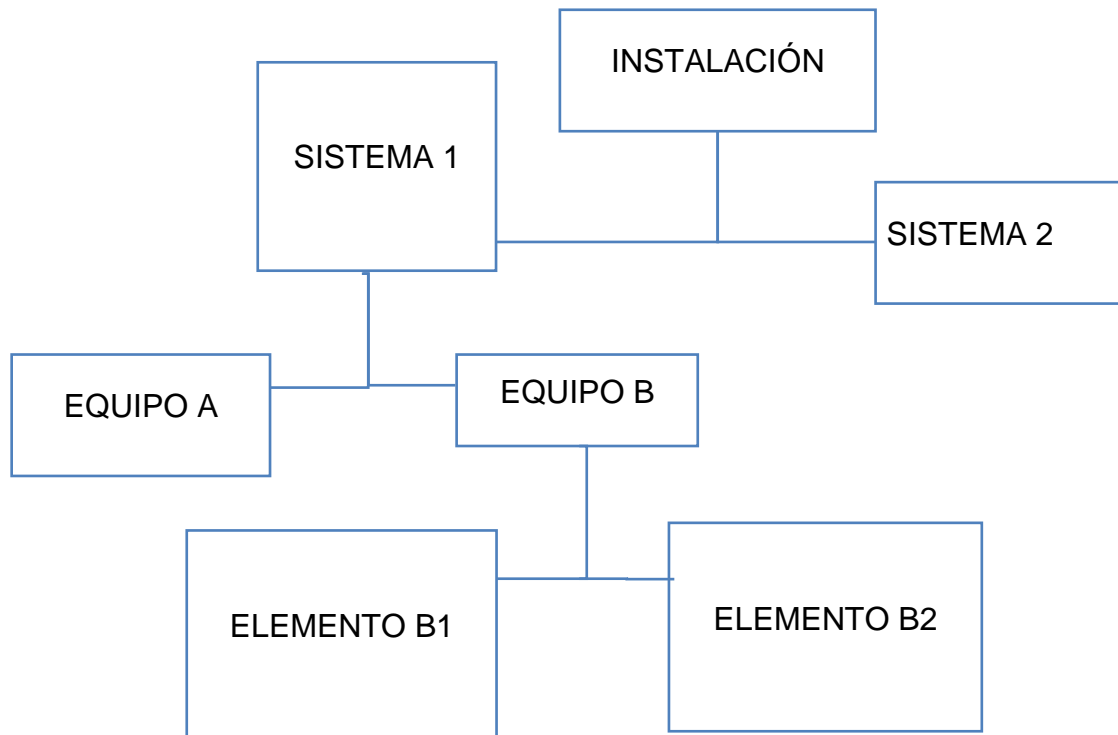 INSTALACIÓN
SISTEMA 1
SISTEMA 2
EQUIPO A
EQUIPO B
ELEMENTO B1
ELEMENTO B2